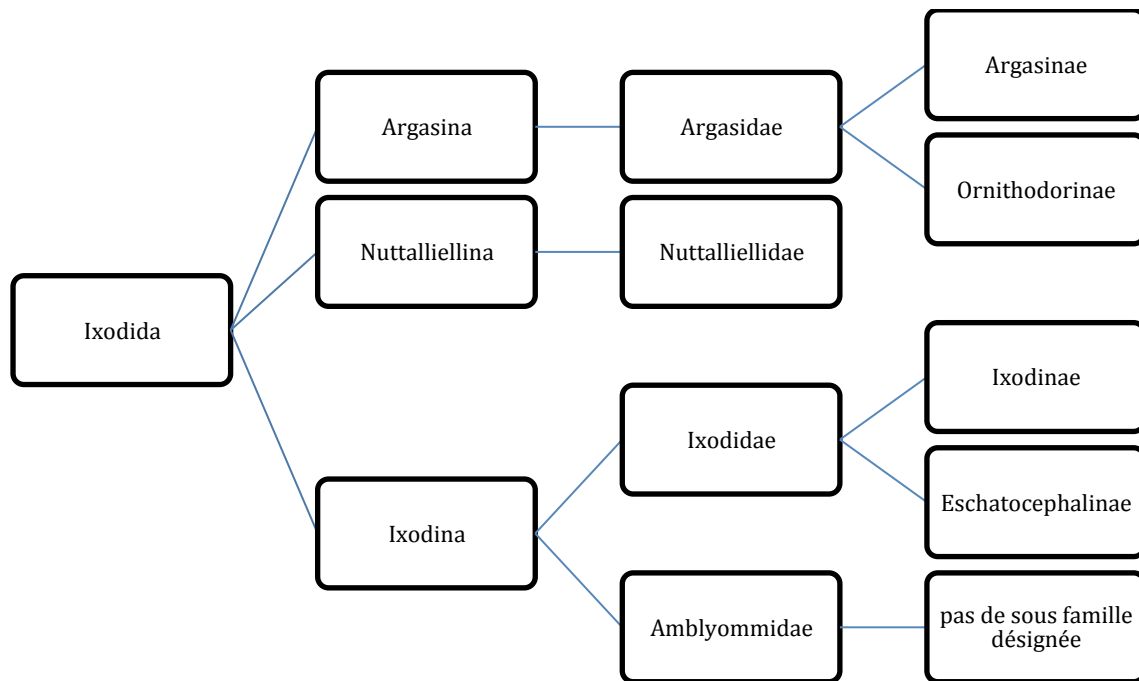 Argasinae
Argasina
Argasidae
Ornithodorinae
Nuttalliellina
Nuttalliellidae
Ixodida
Ixodinae
Ixodidae
Eschatocephalinae
Ixodina
Amblyommidae
pas de sous famille
désignée